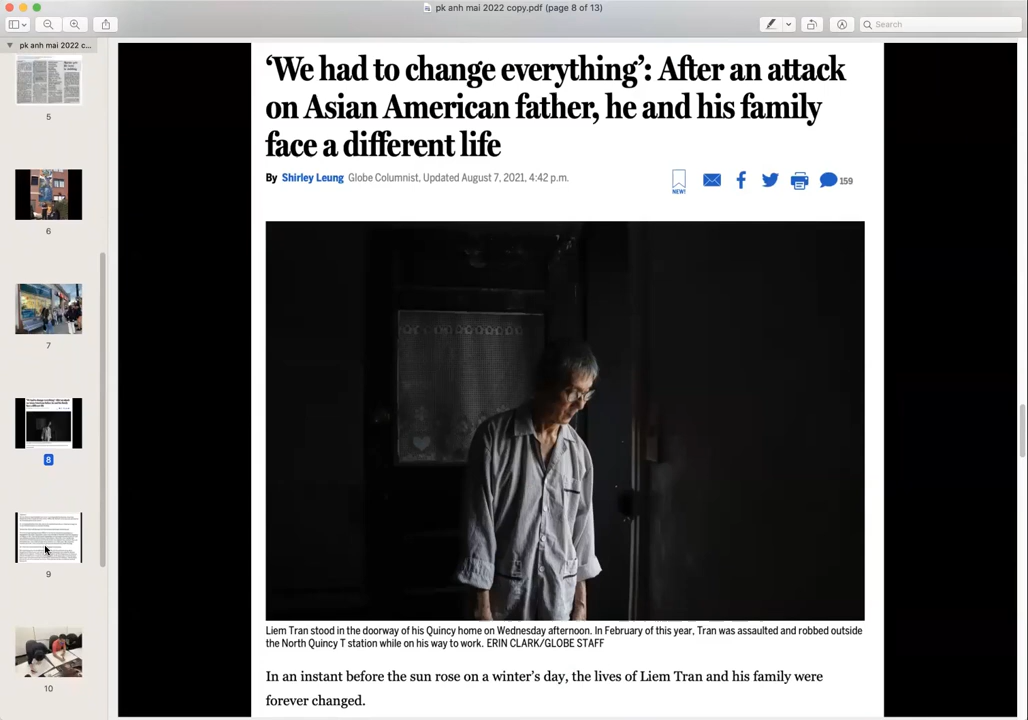 pk anh mai 2022 copy.pdf (page 8 of 13)
Search
pk anh mai 2022 c...
5
6
7
8
9
10
‘We had to change everything’: After an attack
on Asian American father, he and his family
face a different life
By Shirley Leung Globe Columnist, Updated August 7, 2021, 4:42 p.m.
NEW!
159
Liem Tran stood in the doorway of his Quincy home on Wednesday afternoon. In February of this year, Tran was assaulted and robbed outside
the North Quincy T station while on his way to work. ERIN CLARK/GLOBE STAFF
In an instant before the sun rose on a winter’s day, the lives of Liem Tran and his family were
forever changed.